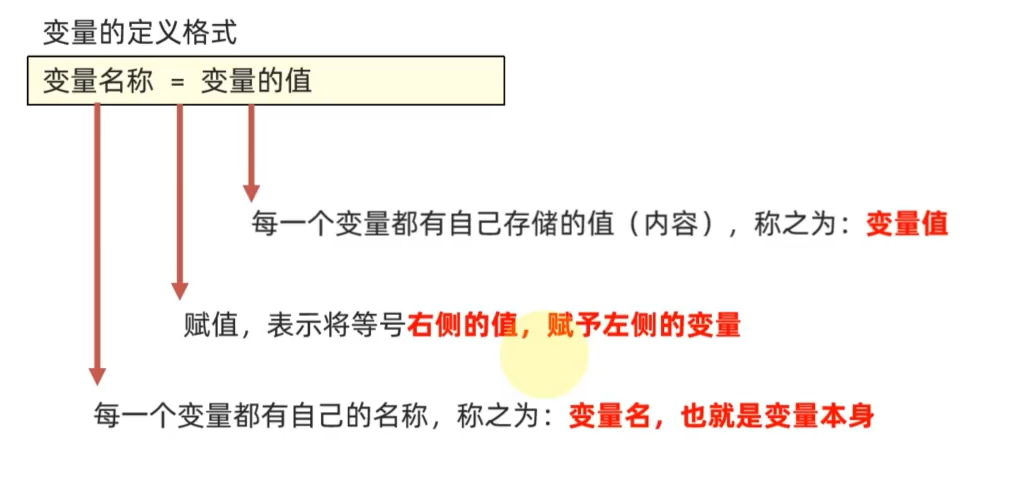 变量的定义格式
变量名称 = 变量的值
每一个变量都有自己存储的值（内容），称之为：变量值
赋值，表示将等号右侧的值，赋予左侧的变量
每一个变量都有自己的名称，称之为：变量名，也就是变量本身